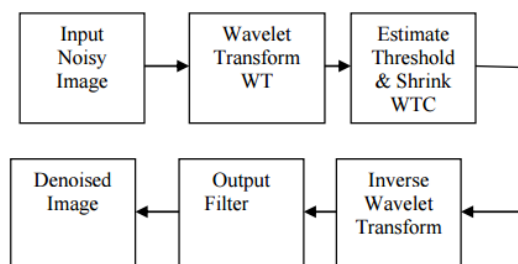 Input
Noisy
Image
Wavelet
Transform
WT
Estimate
Threshold
& Shrink
WTC
Inverse
Wavelet
Transform
Output
Filter
Denoised
Image